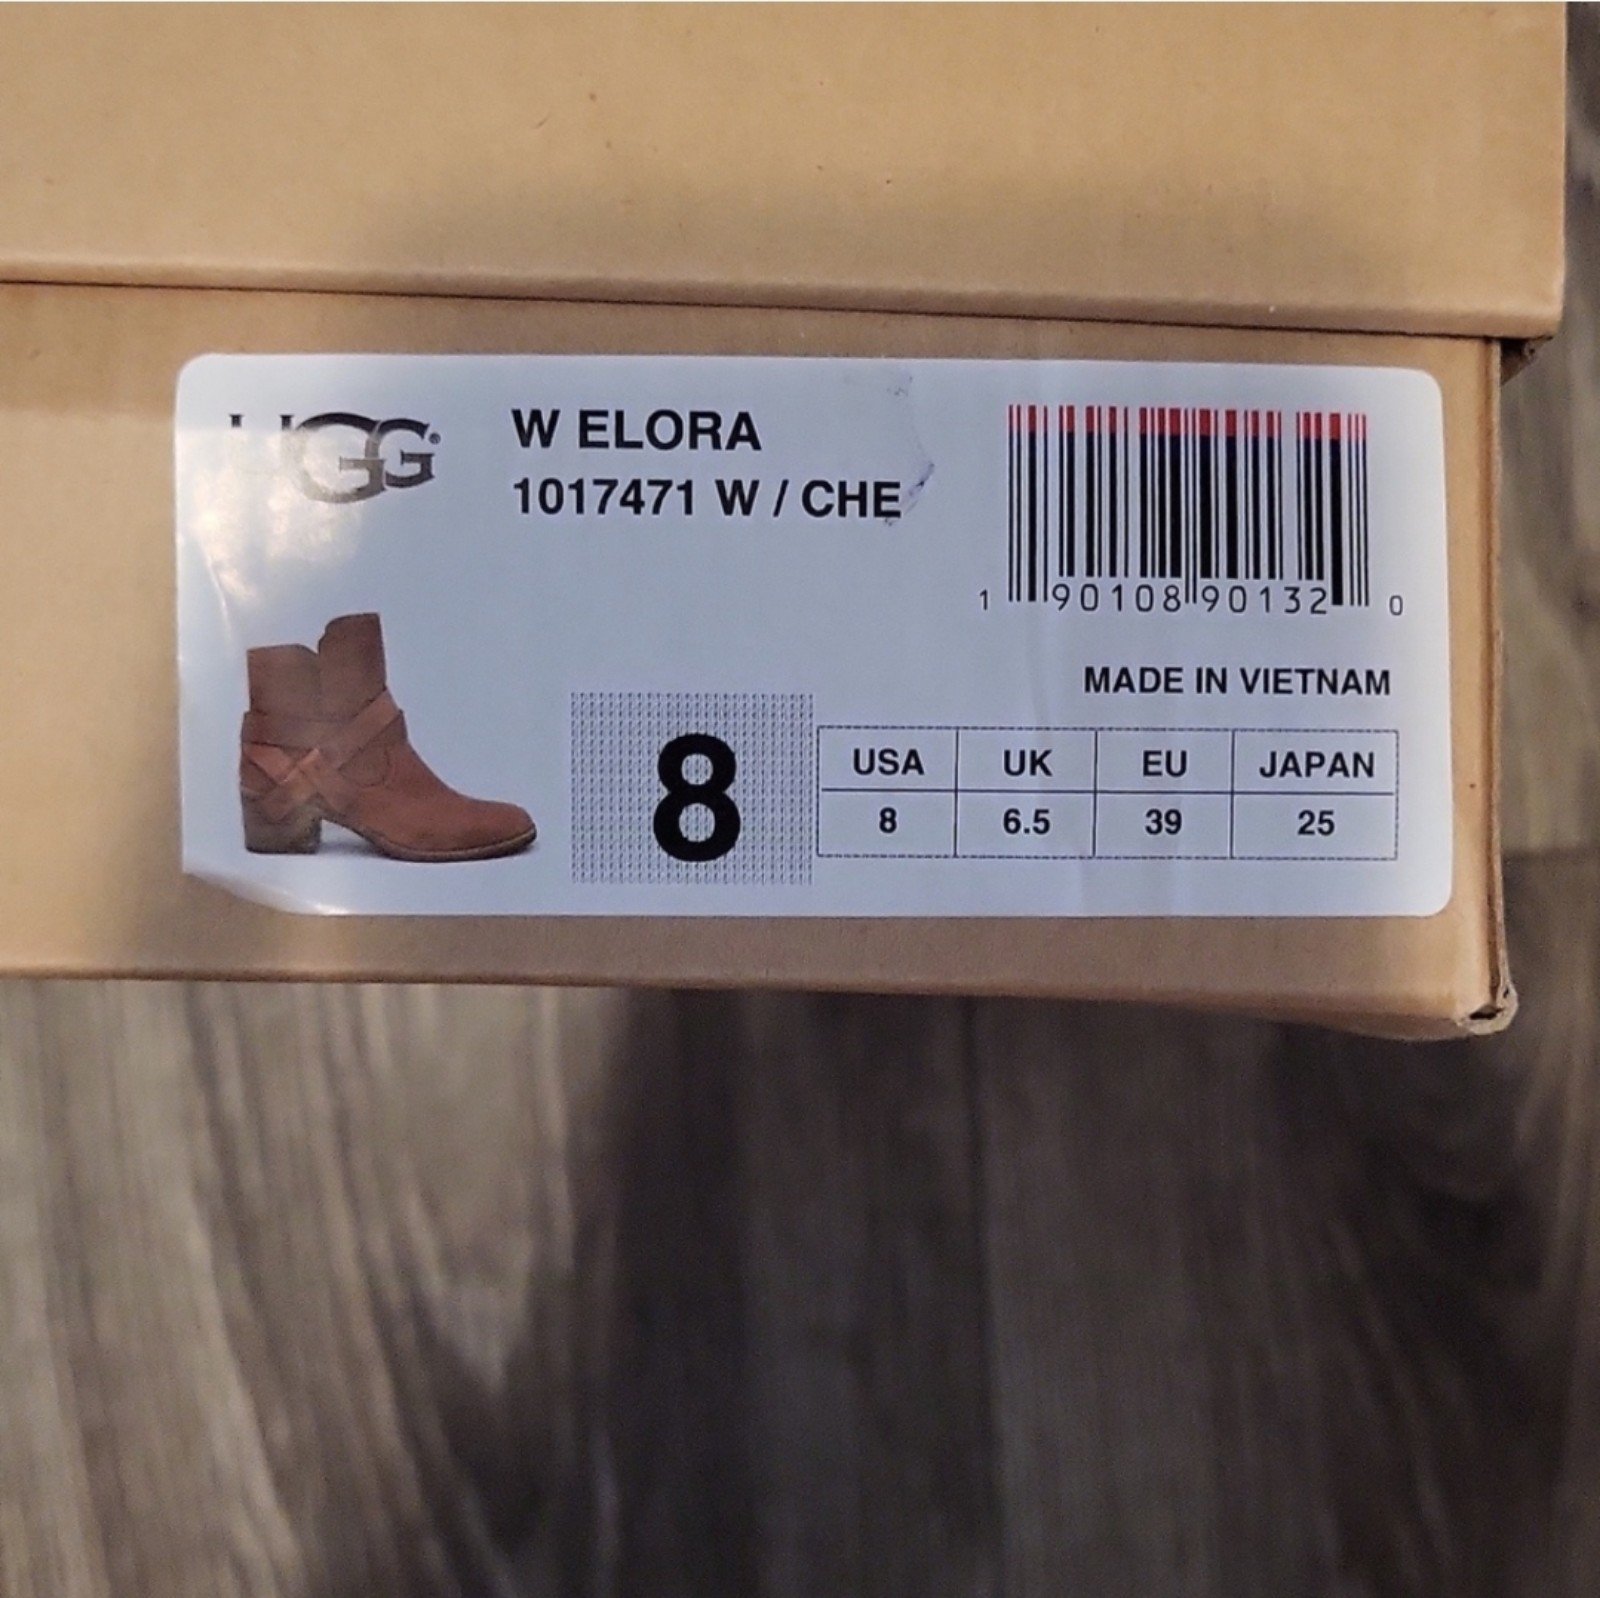 UGG®
W ELORA
1017471 W / CHE
1 90108 90132 0
MADE IN VIETNAM
8
USA UK EU JAPAN
8 6.5 39 25